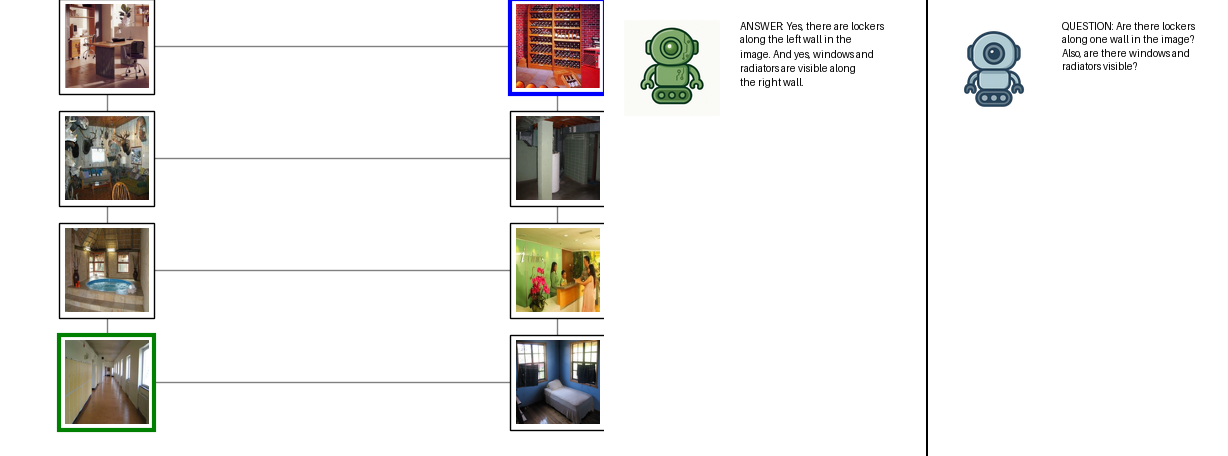 ANSWER: Yes, there are lockers
along the left wall in the
image. And yes, windows and
radiators are visible along
the right wall.
QUESTION: Are there lockers
along one wall in the image?
Also, are there windows and
radiators visible?